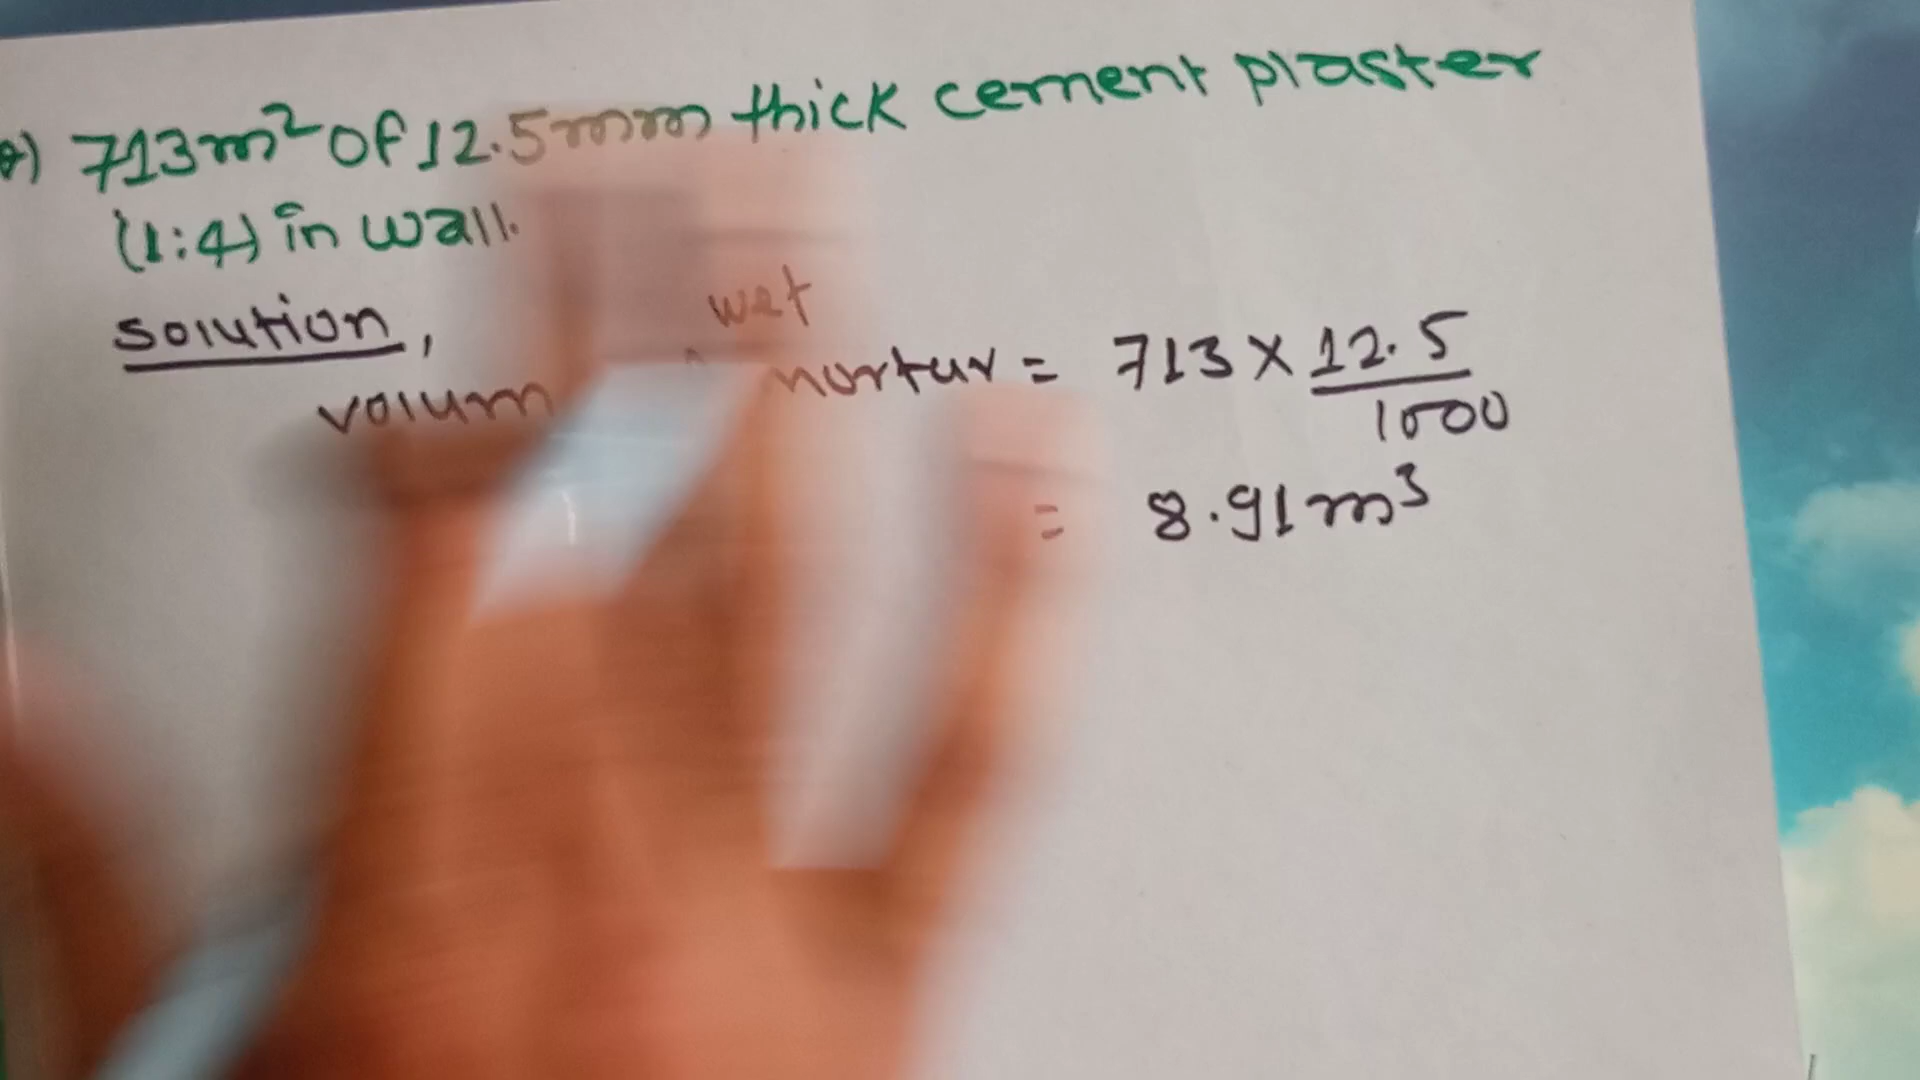 713m² of 12.5mm thick cement plaster
(1:4) in wall.
Solution,
wet
volum mortar = 713 × 12.5/1000
= 8.91m³